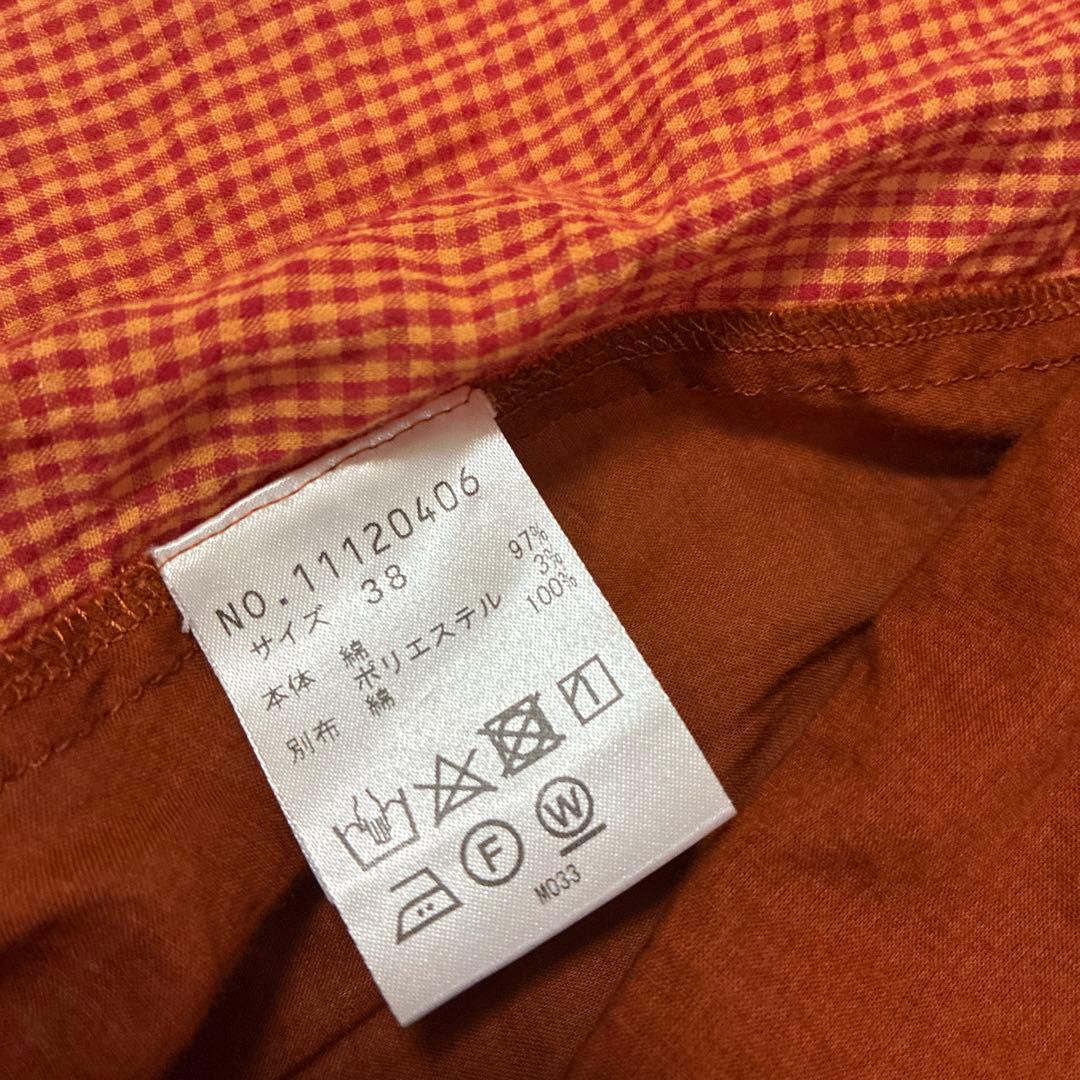 NO.11120406
サイズ 38
本体 綿 97%
ポリエステル 3%
別布 綿 100%
F W
M033